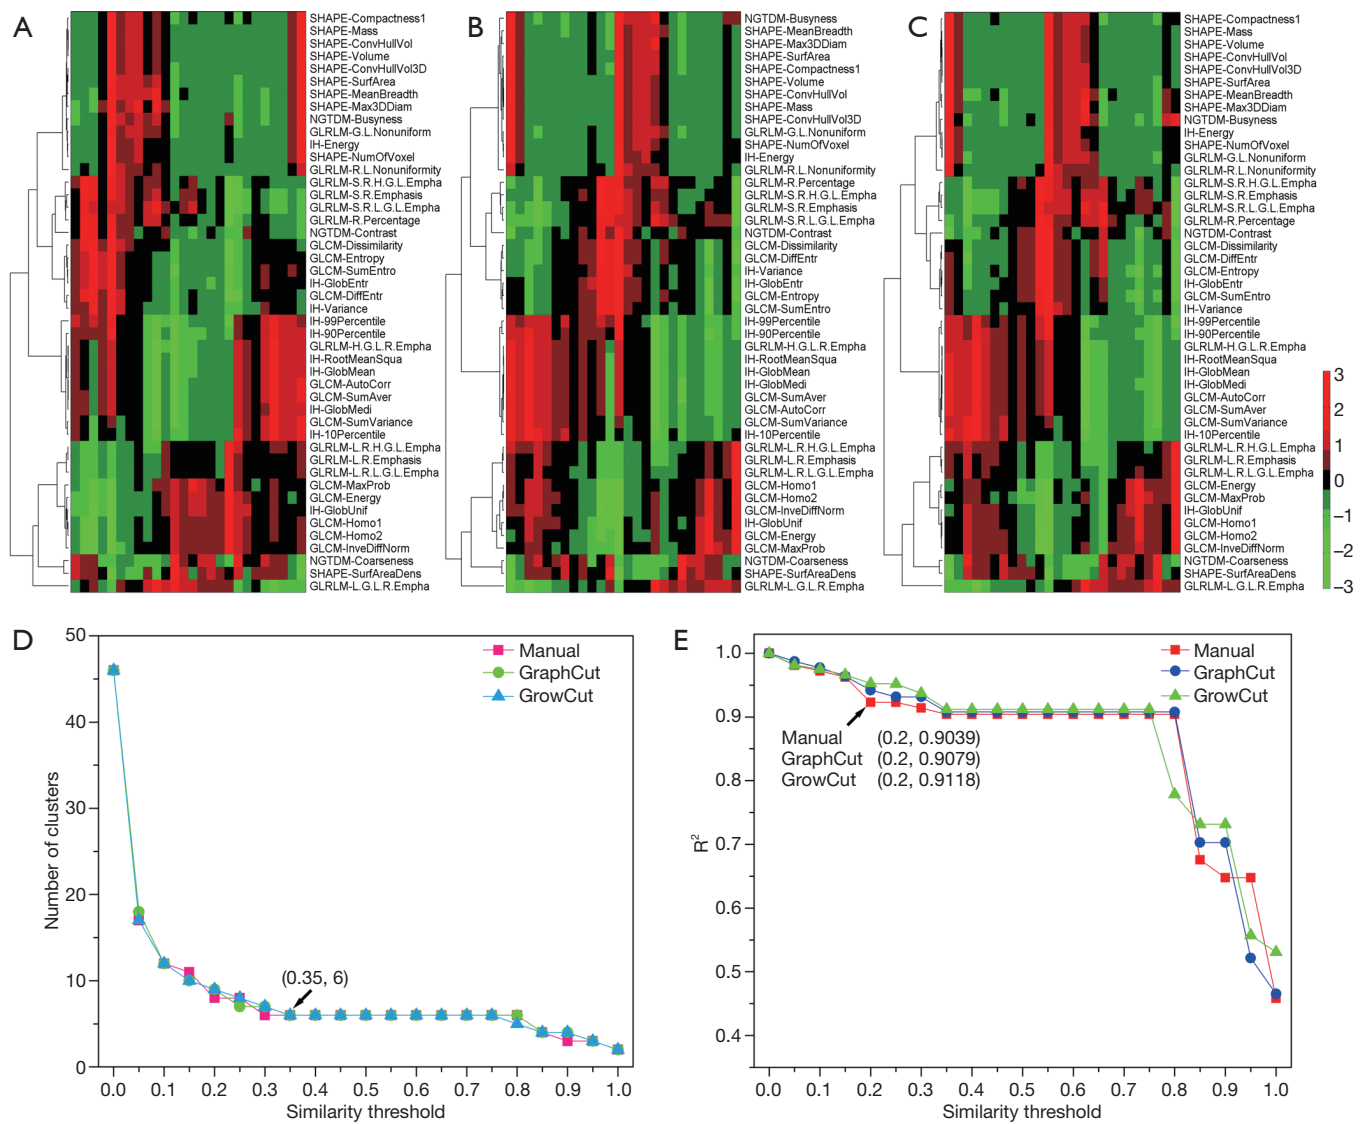 A
SHAPE-Compactness1
SHAPE-Mass
SHAPE-ConvHullVol
SHAPE-Volume
SHAPE-ConvHullVol3D
SHAPE-SurfArea
SHAPE-MeanBreadth
SHAPE-Max3DDiam
NGTDM-Busyness
GLRLM-G.L.Nonuniform
IH-Energy
SHAPE-NumOfVoxel
GLRLM-R.L.Nonuniformity
GLRLM-S.R.H.G.L.Empha
GLRLM-S.R.Emphasis
GLRLM-S.R.L.G.L.Empha
GLRLM-R.Percentage
NGTDM-Contrast
GLCM-Dissimilarity
GLCM-Entropy
GLCM-SumEntro
IH-GlobEntr
GLCM-DiffEntr
IH-Variance
IH-99Percentile
IH-90Percentile
GLRLM-H.G.L.R.Empha
IH-RootMeanSqua
IH-GlobMean
GLCM-AutoCorr
GLCM-SumAver
IH-GlobMedi
GLCM-SumVariance
IH-10Percentile
GLRLM-L.R.H.G.L.Empha
GLRLM-L.R.Emphasis
GLRLM-L.R.L.G.L.Empha
GLCM-MaxProb
GLCM-Energy
IH-GlobUnif
GLCM-Homo1
GLCM-Homo2
GLCM-InveDiffNorm
NGTDM-Coarseness
SHAPE-SurfAreaDens
GLRLM-L.G.L.R.Empha
B
NGTDM-Busyness
SHAPE-MeanBreadth
SHAPE-Max3DDiam
SHAPE-SurfArea
SHAPE-Compactness1
SHAPE-Volume
SHAPE-ConvHullVol
SHAPE-Mass
SHAPE-ConvHullVol3D
GLRLM-G.L.Nonuniform
SHAPE-NumOfVoxel
IH-Energy
GLRLM-R.L.Nonuniformity
GLRLM-R.Percentage
GLRLM-S.R.H.G.L.Empha
GLRLM-S.R.Emphasis
GLRLM-S.R.L.G.L.Empha
NGTDM-Contrast
GLCM-Dissimilarity
GLCM-DiffEntr
IH-Variance
IH-GlobEntr
GLCM-Entropy
GLCM-SumEntro
IH-99Percentile
IH-90Percentile
GLRLM-H.G.L.R.Empha
IH-RootMeanSqua
IH-GlobMean
IH-GlobMedi
GLCM-SumAver
GLCM-AutoCorr
GLCM-SumVariance
IH-10Percentile
GLRLM-L.R.H.G.L.Empha
GLRLM-L.R.Emphasis
GLRLM-L.R.L.G.L.Empha
GLCM-Homo1
GLCM-Homo2
GLCM-InveDiffNorm
IH-GlobUnif
GLCM-Energy
GLCM-MaxProb
NGTDM-Coarseness
SHAPE-SurfAreaDens
GLRLM-L.G.L.R.Empha
C
SHAPE-Compactness1
SHAPE-Mass
SHAPE-Volume
SHAPE-ConvHullVol
SHAPE-ConvHullVol3D
SHAPE-SurfArea
SHAPE-MeanBreadth
SHAPE-Max3DDiam
NGTDM-Busyness
IH-Energy
SHAPE-NumOfVoxel
GLRLM-G.L.Nonuniform
GLRLM-R.L.Nonuniformity
GLRLM-S.R.H.G.L.Empha
GLRLM-S.R.Emphasis
GLRLM-S.R.L.G.L.Empha
GLRLM-R.Percentage
NGTDM-Contrast
GLCM-Dissimilarity
GLCM-DiffEntr
GLCM-Entropy
IH-GlobEntr
GLCM-SumEntro
IH-Variance
IH-99Percentile
IH-90Percentile
GLRLM-H.G.L.R.Empha
IH-RootMeanSqua
IH-GlobMean
IH-GlobMedi
GLCM-AutoCorr
GLCM-SumAver
GLCM-SumVariance
IH-10Percentile
GLRLM-L.R.H.G.L.Empha
GLRLM-L.R.Emphasis
GLRLM-L.R.L.G.L.Empha
GLCM-Energy
GLCM-MaxProb
IH-GlobUnif
GLCM-Homo1
GLCM-Homo2
GLCM-InveDiffNorm
NGTDM-Coarseness
SHAPE-SurfAreaDens
GLRLM-L.G.L.R.Empha
3
2
1
0
−1
−2
−3
D
50
40
30
20
10
0
Number of clusters
Manual
GraphCut
GrowCut
(0.35, 6)
0.0 0.1 0.2 0.3 0.4 0.5 0.6 0.7 0.8 0.9 1.0
Similarity threshold
E
1.0
0.9
0.8
0.7
0.6
0.5
0.4
R²
Manual
GraphCut
GrowCut
Manual (0.2, 0.9039)
GraphCut (0.2, 0.9079)
GrowCut (0.2, 0.9118)
0.0 0.1 0.2 0.3 0.4 0.5 0.6 0.7 0.8 0.9 1.0
Similarity threshold